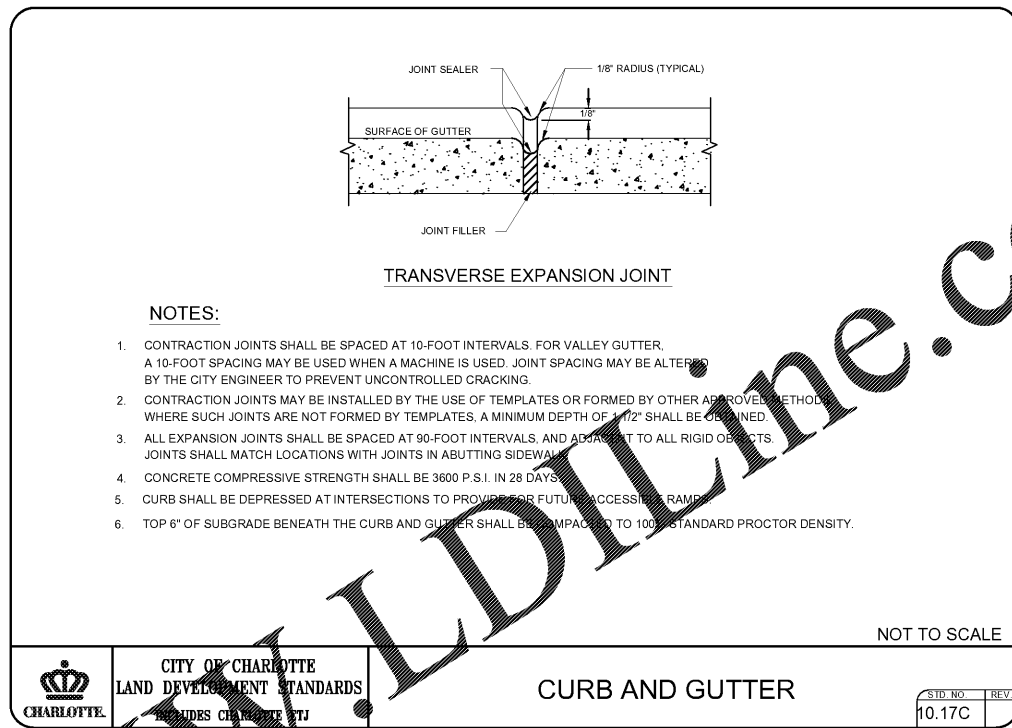 JOINT SEALER
1/8" RADIUS (TYPICAL)
1/8"
SURFACE OF GUTTER
JOINT FILLER
TRANSVERSE EXPANSION JOINT
NOTES:
1. CONTRACTION JOINTS SHALL BE SPACED AT 10-FOOT INTERVALS. FOR VALLEY GUTTER,
A 10-FOOT SPACING MAY BE USED WHEN A MACHINE IS USED. JOINT SPACING MAY BE ALTERED
BY THE CITY ENGINEER TO PREVENT UNCONTROLLED CRACKING.
2. CONTRACTION JOINTS MAY BE INSTALLED BY THE USE OF TEMPLATES OR FORMED BY OTHER APPROVED METHODS
WHERE SUCH JOINTS ARE NOT FORMED BY TEMPLATES, A MINIMUM DEPTH OF 1 1/2" SHALL BE OBTAINED.
3. ALL EXPANSION JOINTS SHALL BE SPACED AT 90-FOOT INTERVALS, AND ADJACENT TO ALL RIGID OBJECTS.
JOINTS SHALL MATCH LOCATIONS WITH JOINTS IN ABUTTING SIDEWALK.
4. CONCRETE COMPRESSIVE STRENGTH SHALL BE 3600 P.S.I. IN 28 DAYS.
5. CURB SHALL BE DEPRESSED AT INTERSECTIONS TO PROVIDE FOR FUTURE ACCESSIBLE RAMPS.
6. TOP 6" OF SUBGRADE BENEATH THE CURB AND GUTTER SHALL BE COMPACTED TO 100% STANDARD PROCTOR DENSITY.
W.LDILine.c
NOT TO SCALE
CHARLOTTE
CITY OF CHARLOTTE
LAND DEVELOPMENT STANDARDS
INCLUDES CHARLOTTE ETJ
CURB AND GUTTER
STD. NO. REV.
10.17C